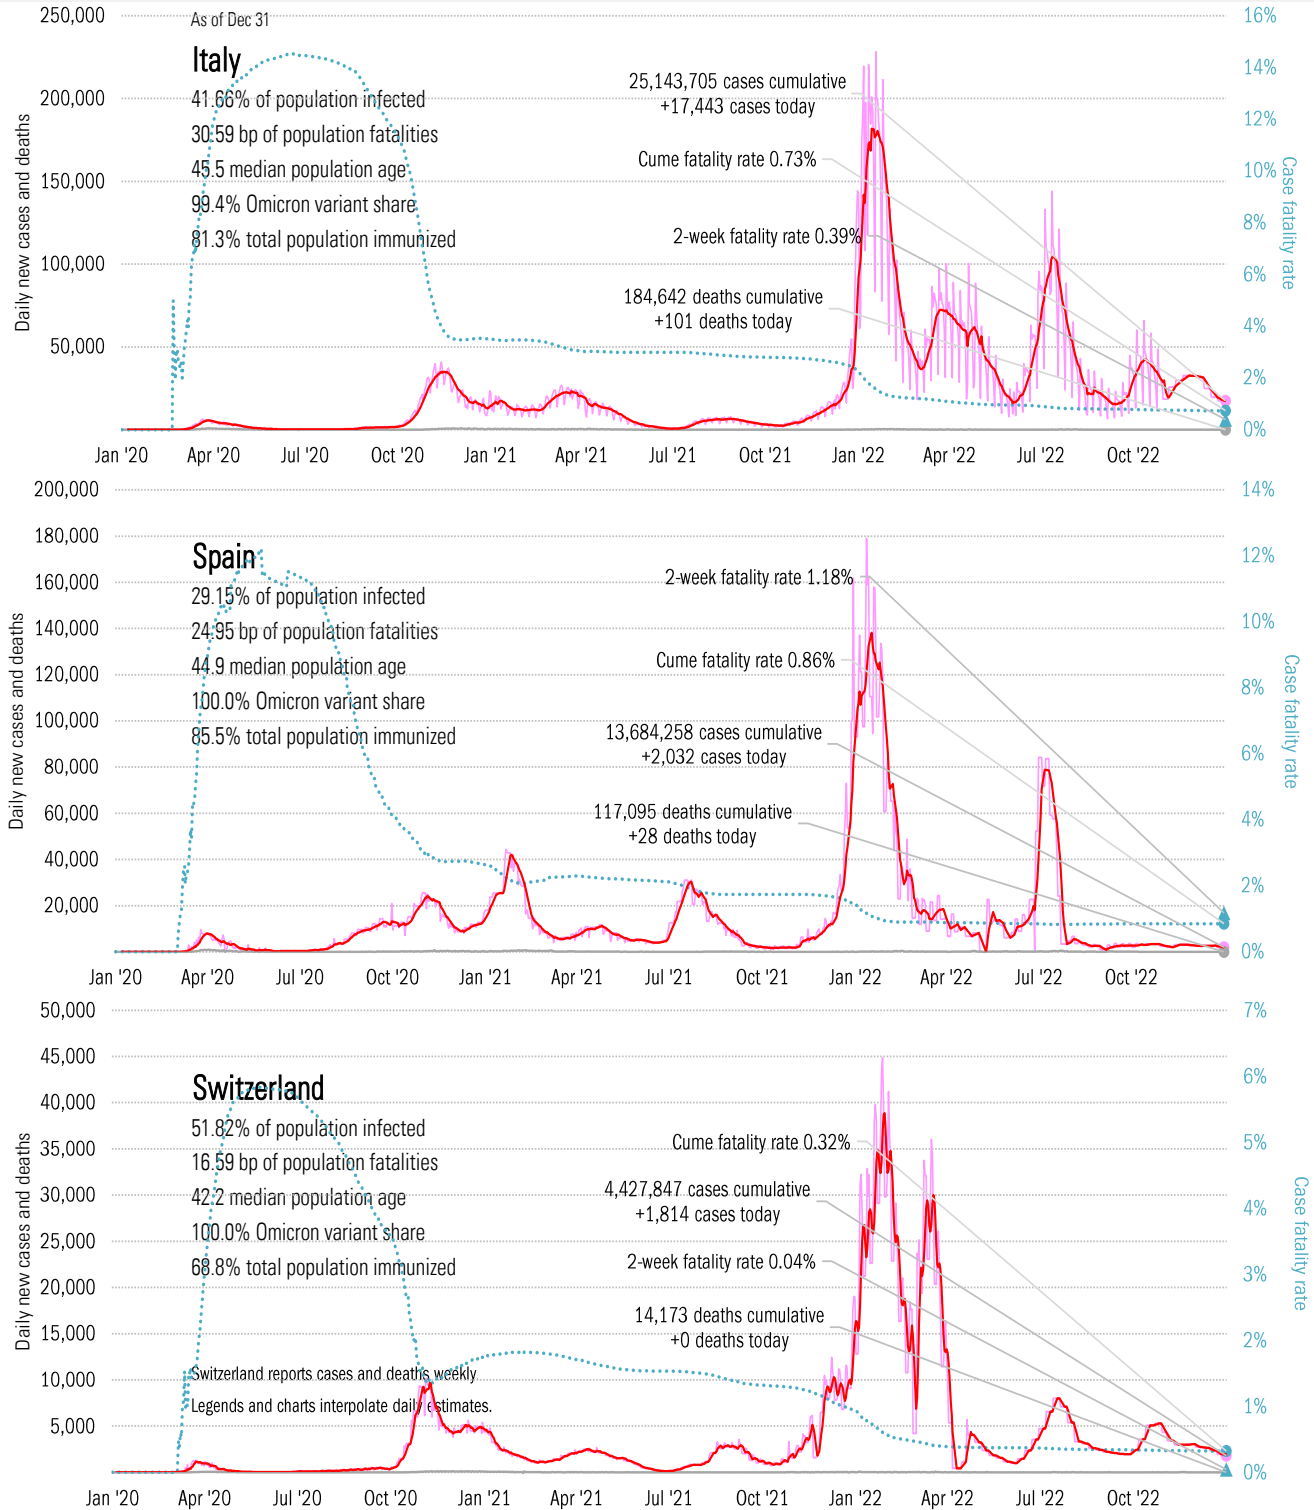 250,000
As of Dec 31
16%
Italy
14%
41.66% of population infected
25,143,705 cases cumulative
200,000
+17,443 cases today
12%
30.59 bp of population fatalities
45.5 median population age
Cume fatality rate 0.73%
150,000
10%
99.4% Omicron variant share
8%
81.3% total population immunized
2-week fatality rate 0.39%
100,000
6%
184,642 deaths cumulative
+101 deaths today
4%
50,000
2%
0%
Daily new cases and deaths
Case fatality rate
Jan '20 Apr '20 Jul '20 Oct '20 Jan '21 Apr '21 Jul '21 Oct '21 Jan '22 Apr '22 Jul '22 Oct '22
200,000
14%
180,000
Spain
12%
160,000
2-week fatality rate 1.18%
29.15% of population infected
140,000
24.95 bp of population fatalities
10%
44.9 median population age
Cume fatality rate 0.86%
120,000
100.0% Omicron variant share
8%
100,000
85.5% total population immunized
13,684,258 cases cumulative
+2,032 cases today
6%
80,000
60,000
117,095 deaths cumulative
+28 deaths today
4%
40,000
2%
20,000
0%
Daily new cases and deaths
Case fatality rate
Jan '20 Apr '20 Jul '20 Oct '20 Jan '21 Apr '21 Jul '21 Oct '21 Jan '22 Apr '22 Jul '22 Oct '22
50,000
7%
45,000
6%
Switzerland
40,000
51.82% of population infected
Cume fatality rate 0.32%
5%
35,000
16.59 bp of population fatalities
4,427,847 cases cumulative
+1,814 cases today
30,000
42.2 median population age
4%
100.0% Omicron variant share
25,000
2-week fatality rate 0.04%
68.8% total population immunized
3%
20,000
14,173 deaths cumulative
+0 deaths today
15,000
2%
Switzerland reports cases and deaths weekly.
10,000
Legends and charts interpolate daily estimates.
1%
5,000
0%
Daily new cases and deaths
Case fatality rate
Jan '20 Apr '20 Jul '20 Oct '20 Jan '21 Apr '21 Jul '21 Oct '21 Jan '22 Apr '22 Jul '22 Oct '22